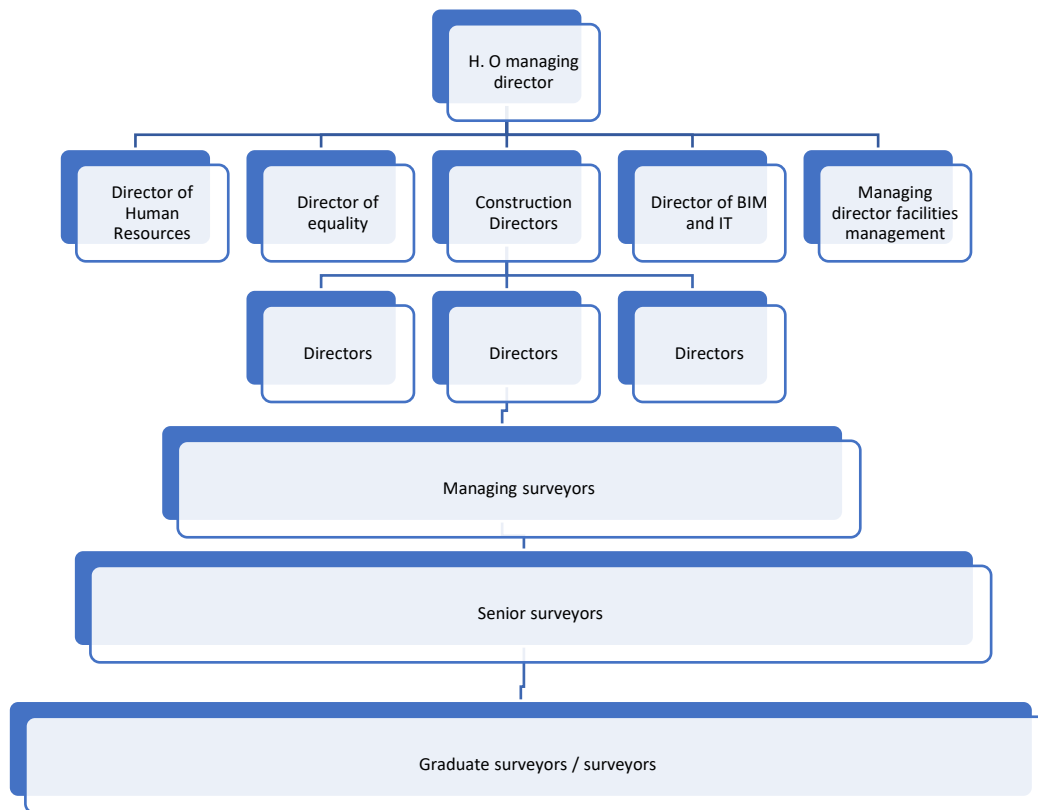 H. O managing
director
Director of
Human
Resources
Director of
equality
Construction
Directors
Director of BIM
and IT
Managing
director facilities
management
Directors
Directors
Directors
Managing surveyors
Senior surveyors
Graduate surveyors / surveyors